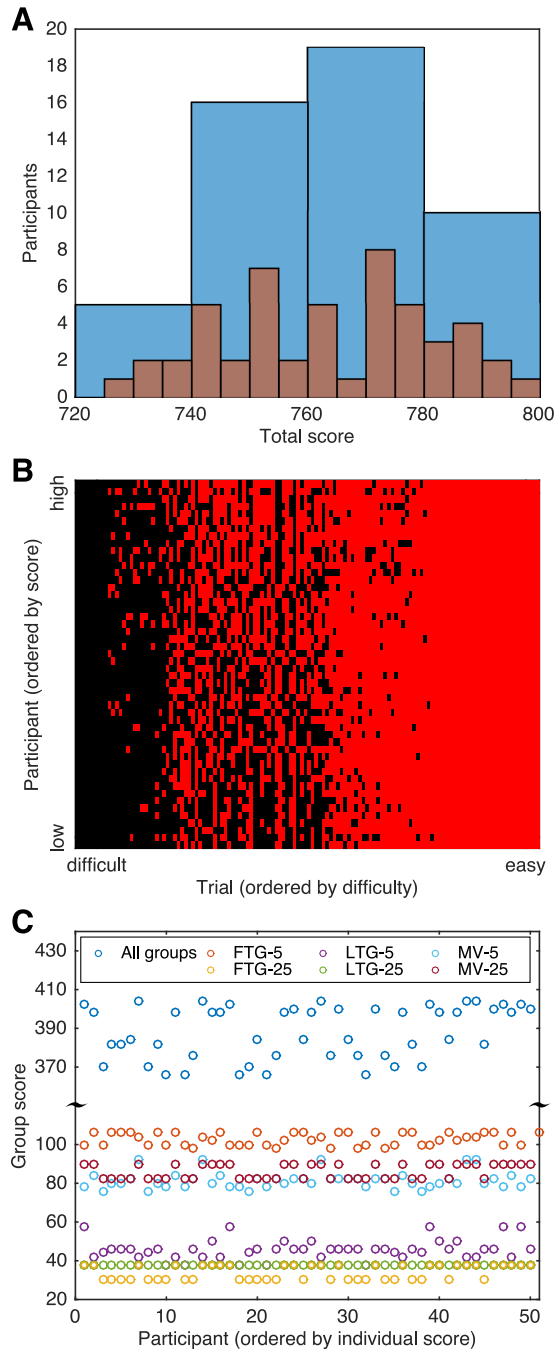 A
20
18
16
14
12
10
8
6
4
2
0
Participants
720
740
760
780
800
Total score
B
high
low
Participant (ordered by score)
difficult
easy
Trial (ordered by difficulty)
C
430
410
390
370
100
80
60
40
20
Group score
All groups
FTG-5
LTG-5
MV-5
FTG-25
LTG-25
MV-25
0
10
20
30
40
50
Participant (ordered by individual score)